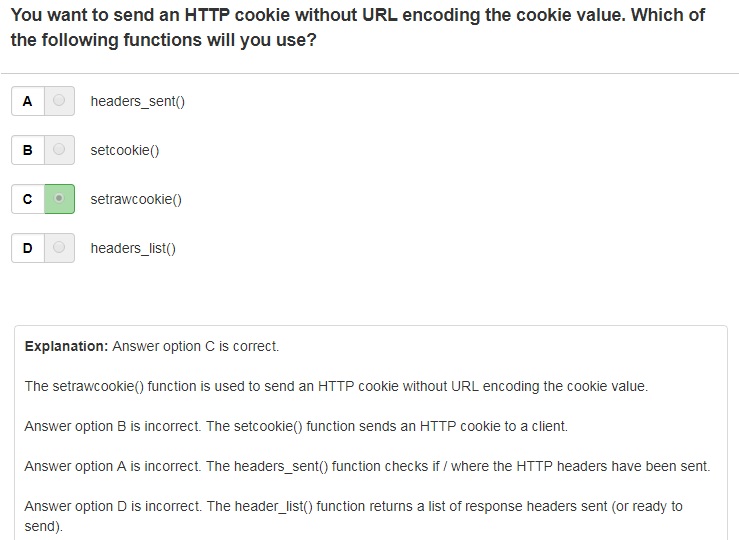 You want to send an HTTP cookie without URL encoding the cookie value. Which of
the following functions will you use?
A headers_sent()
B setcookie()
C setrawcookie()
D headers_list()
Explanation: Answer option C is correct.
The setrawcookie() function is used to send an HTTP cookie without URL encoding the cookie value.
Answer option B is incorrect. The setcookie() function sends an HTTP cookie to a client.
Answer option A is incorrect. The headers_sent() function checks if / where the HTTP headers have been sent.
Answer option D is incorrect. The header_list() function returns a list of response headers sent (or ready to
send).